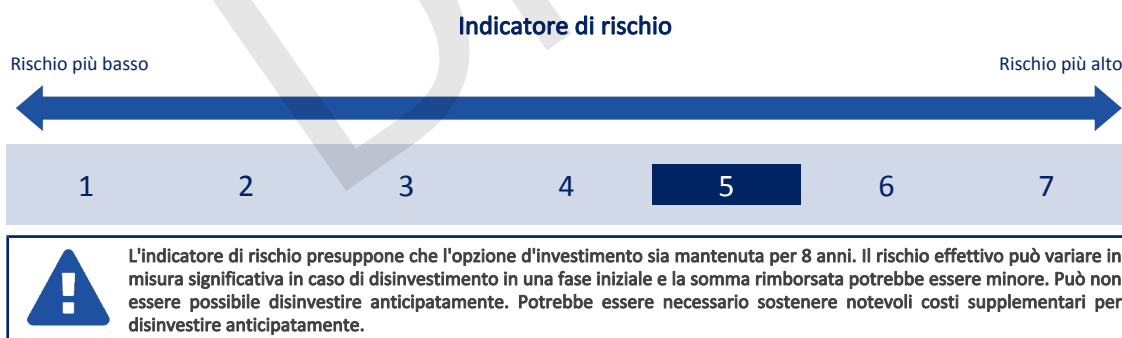 Indicatore di rischio
Rischio più basso
Rischio più alto
1 2 3 4 5 6 7
L'indicatore di rischio presuppone che l'opzione d'investimento sia mantenuta per 8 anni. Il rischio effettivo può variare in
misura significativa in caso di disinvestimento in una fase iniziale e la somma rimborsata potrebbe essere minore. Può non
essere possibile disinvestire anticipatamente. Potrebbe essere necessario sostenere notevoli costi supplementari per
disinvestire anticipatamente.